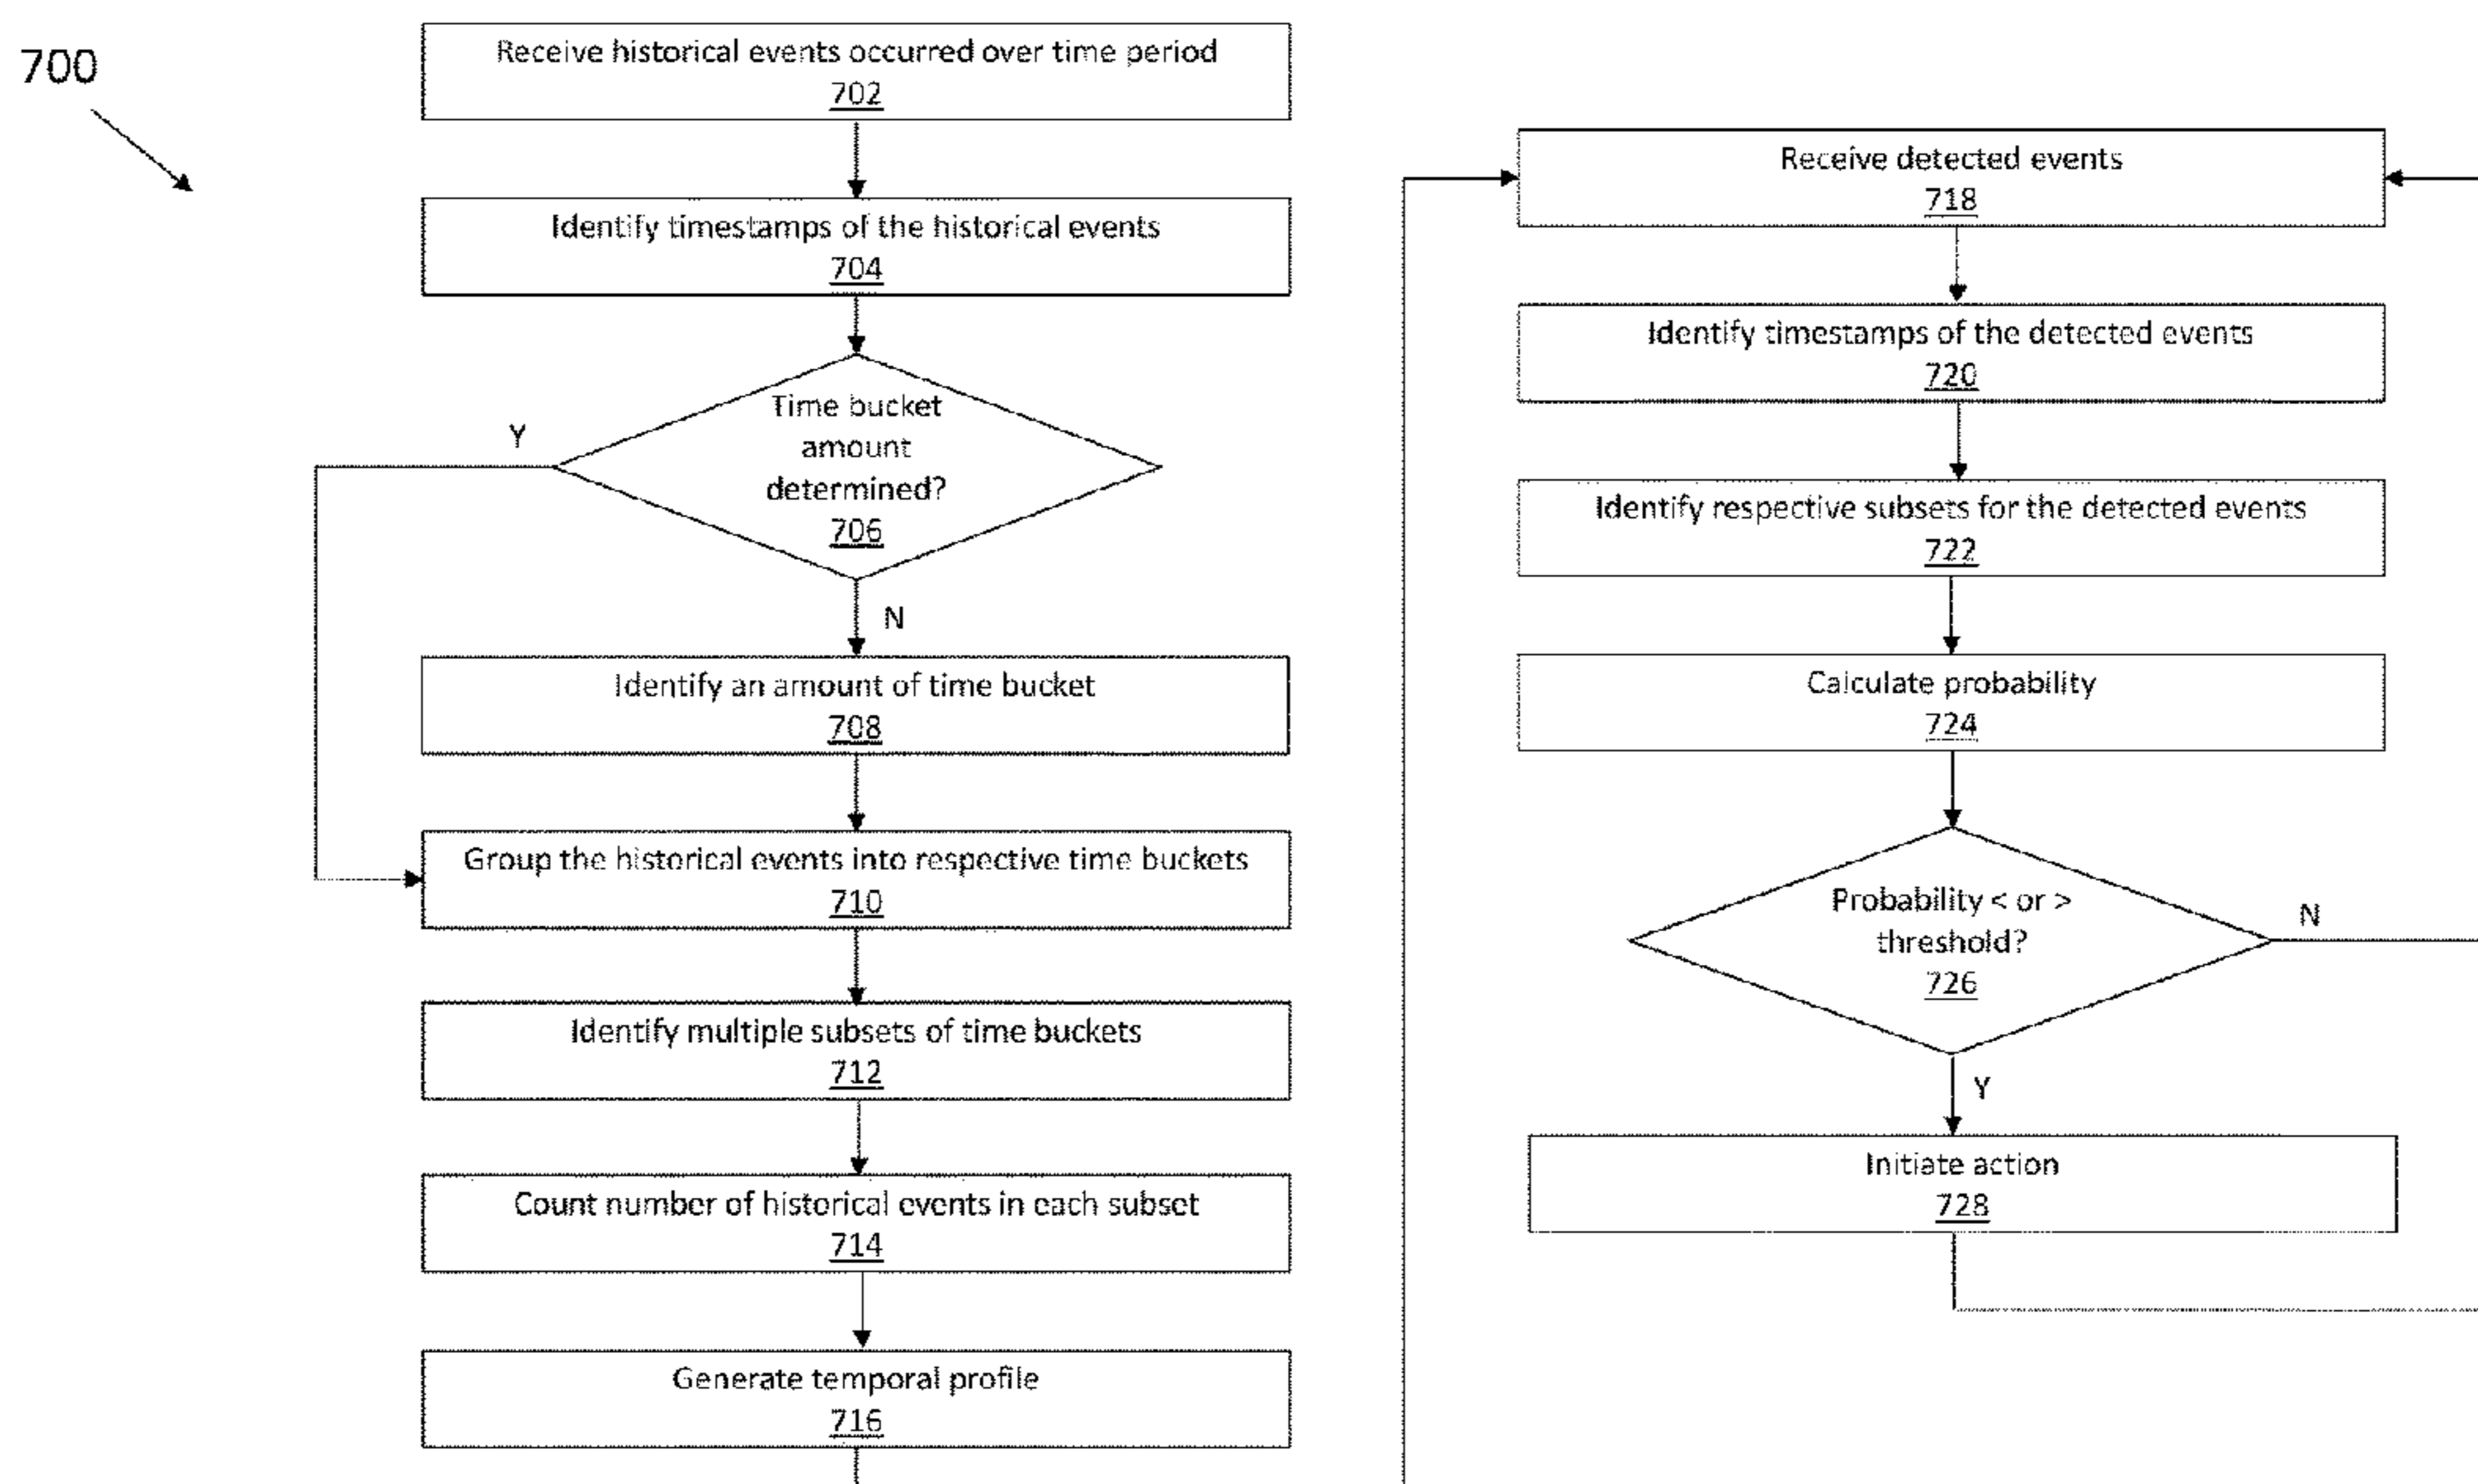 700
Receive historical events occurred over time period
702
Identify timestamps of the historical events
704
Time bucket
amount
determined?
706
Y
N
Identify an amount of time bucket
708
Group the historical events into respective time buckets
710
Identify multiple subsets of time buckets
712
Count number of historical events in each subset
714
Generate temporal profile
716
Receive detected events
718
Identify timestamps of the detected events
720
Identify respective subsets for the detected events
722
Calculate probability
724
Probability < or >
threshold?
726
N
Y
Initiate action
728